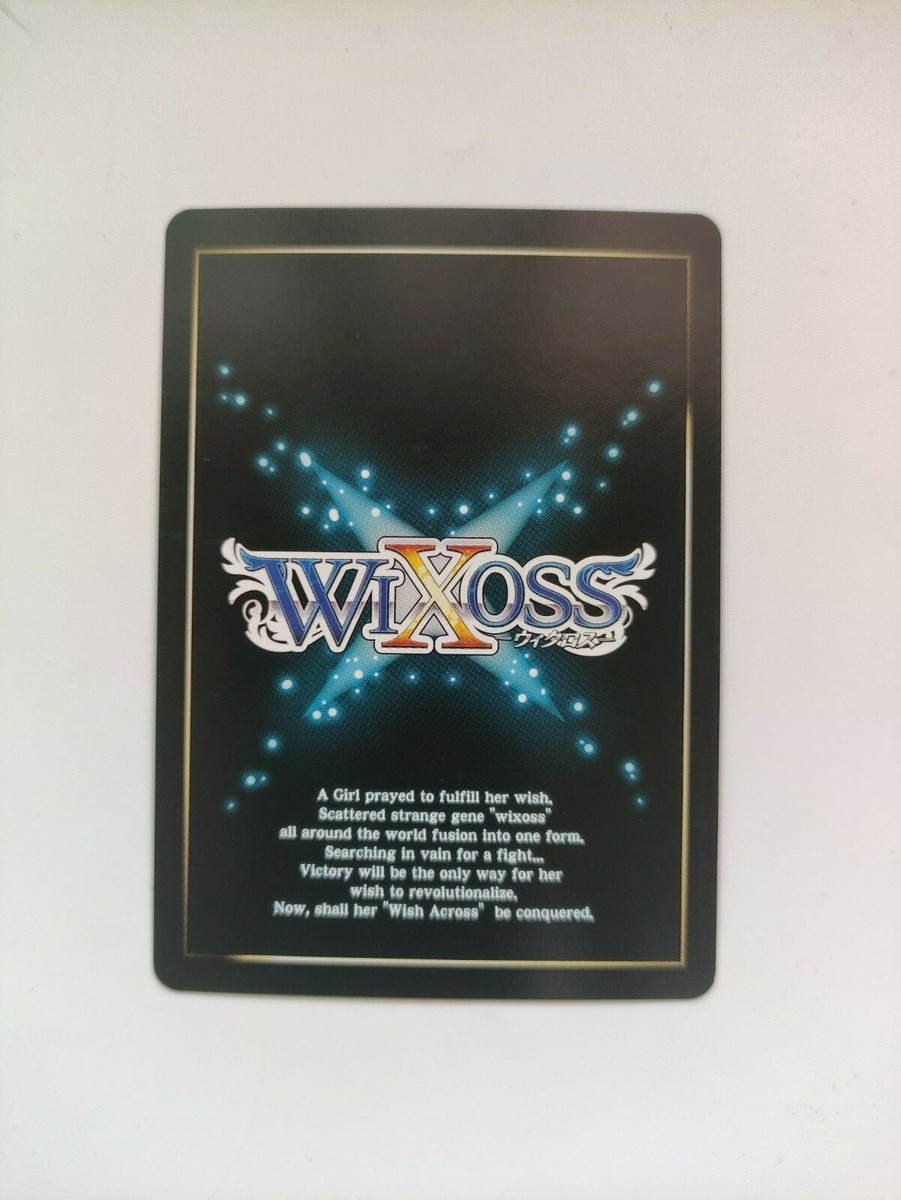 WIXOSS
ウィクロス
A Girl prayed to fulfill her wish.
Scattered strange gene "wixoss"
all around the world fusion into one form.
Searching in vain for a fight...
Victory will be the only way for her
wish to revolutionalize.
Now, shall her "Wish Across" be conquered.